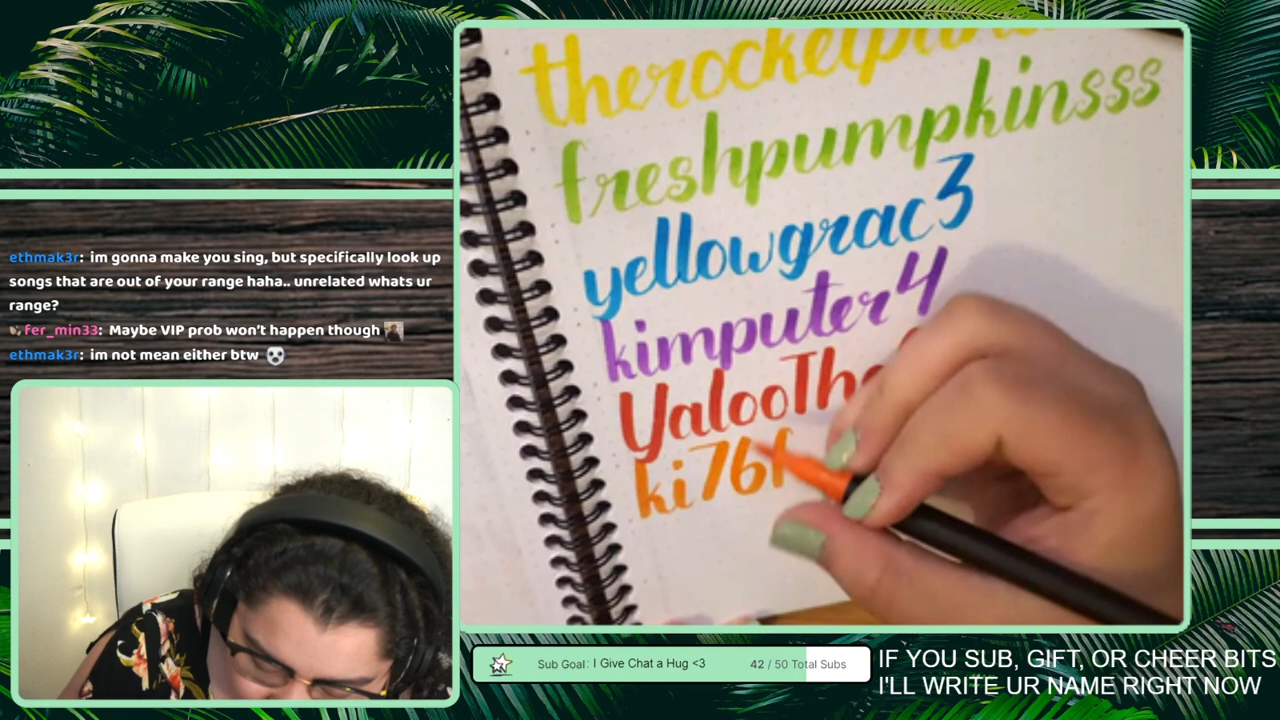 freshpumpkinsss
yellowgrac3
kimputer4
ethmak3r: im gonna make you sing, but specifically look up
songs that are out of your range haha.. unrelated whats ur
range?
fer_min33: Maybe VIP prob won't happen though
ethmak3r: im not mean either btw
Sub Goal: I Give Chat a Hug <3 42 / 50 Total Subs
IF YOU SUB, GIFT, OR CHEER BITS
I'LL WRITE UR NAME RIGHT NOW